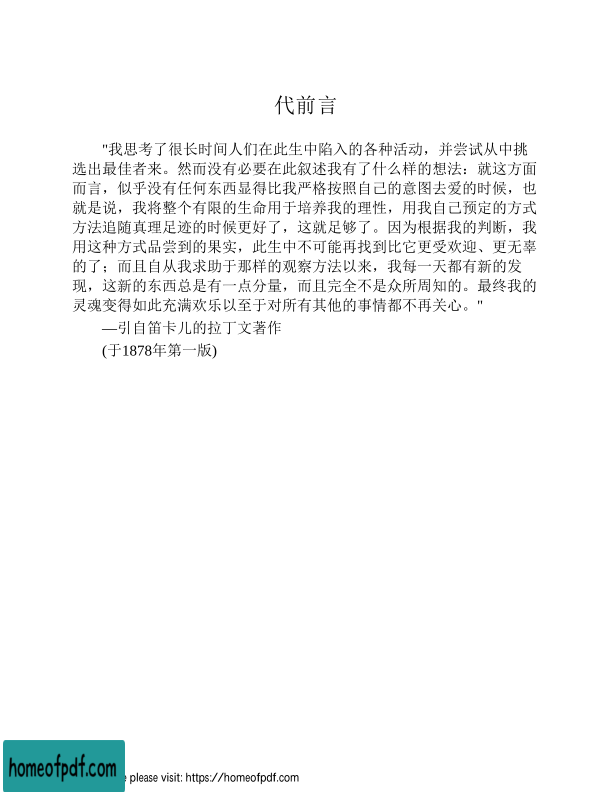 代前言
"我思考了很长时间人们在此生中陷入的各种活动，并尝试从中挑
选出最佳者来。然而没有必要在此叙述我有了什么样的想法：就这方面
而言，似乎没有任何东西显得比我严格按照自己的意图去爱的时候，也
就是说，我将整个有限的生命用于培养我的理性，用我自己预定的方式
方法追随真理足迹的时候更好了，这就足够了。因为根据我的判断，我
用这种方式品尝到的果实，此生中不可能再找到比它更受欢迎、更无辜
的了；而且自从我求助于那样的观察方法以来，我每一天都有新的发
现，这新的东西总是有一点分量，而且完全不是众所周知的。最终我的
灵魂变得如此充满欢乐以至于对所有其他的事情都不再关心。"
—引自笛卡儿的拉丁文著作
(于1878年第一版)
homeofpdf.com
e please visit: https://homeofpdf.com